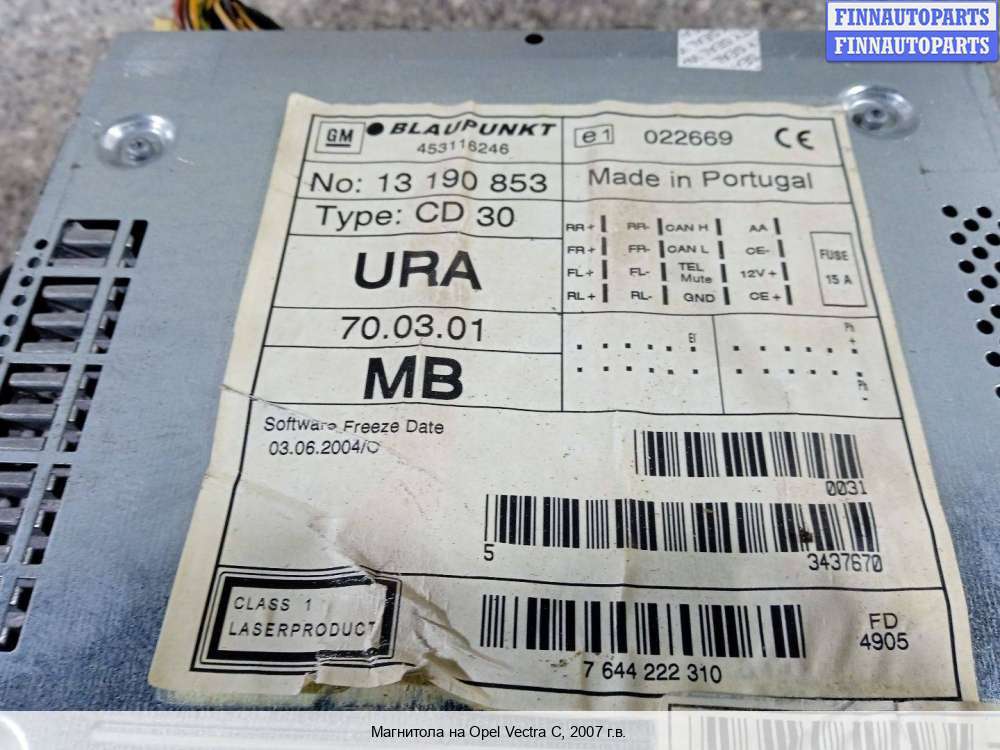 FINNAUTOPARTS
FINNAUTOPARTS
GM
BLAUPUNKT
453116246
e1
022669
CE
No: 13 190 853
Made in Portugal
Type: CD 30
URA
70.03.01
MB
RR+ RR- CAN H AA
FR+ FR- CAN L CE-
FL+ FL- TEL Mute 12V+
RL+ RL- GND CE+
FUSE
15 A
Ph
+
Ph
-
Software Freeze Date
03.06.2004/C
0031
5 3437670
CLASS 1
LASERPRODUCT
7 644 222 310
FD
4905
Магнитола на Opel Vectra C, 2007 г.в.